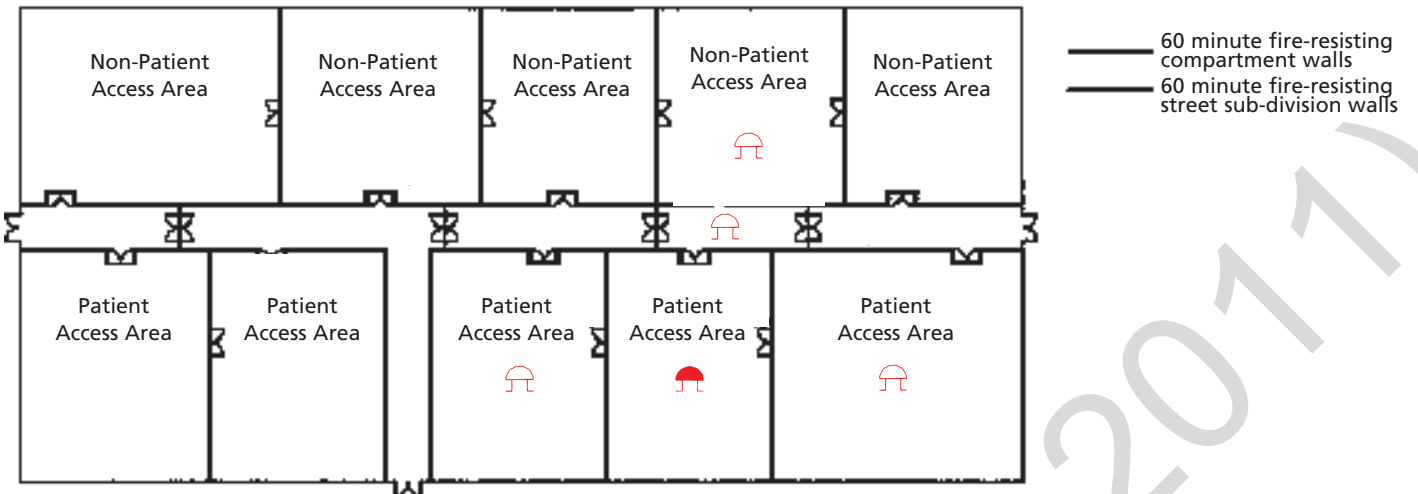 Non-Patient
Access Area
Non-Patient
Access Area
Non-Patient
Access Area
Non-Patient
Access Area
Non-Patient
Access Area
60 minute fire-resisting
compartment walls
60 minute fire-resisting
street sub-division walls
Patient
Access Area
Patient
Access Area
Patient
Access Area
Patient
Access Area
Patient
Access Area
2011)